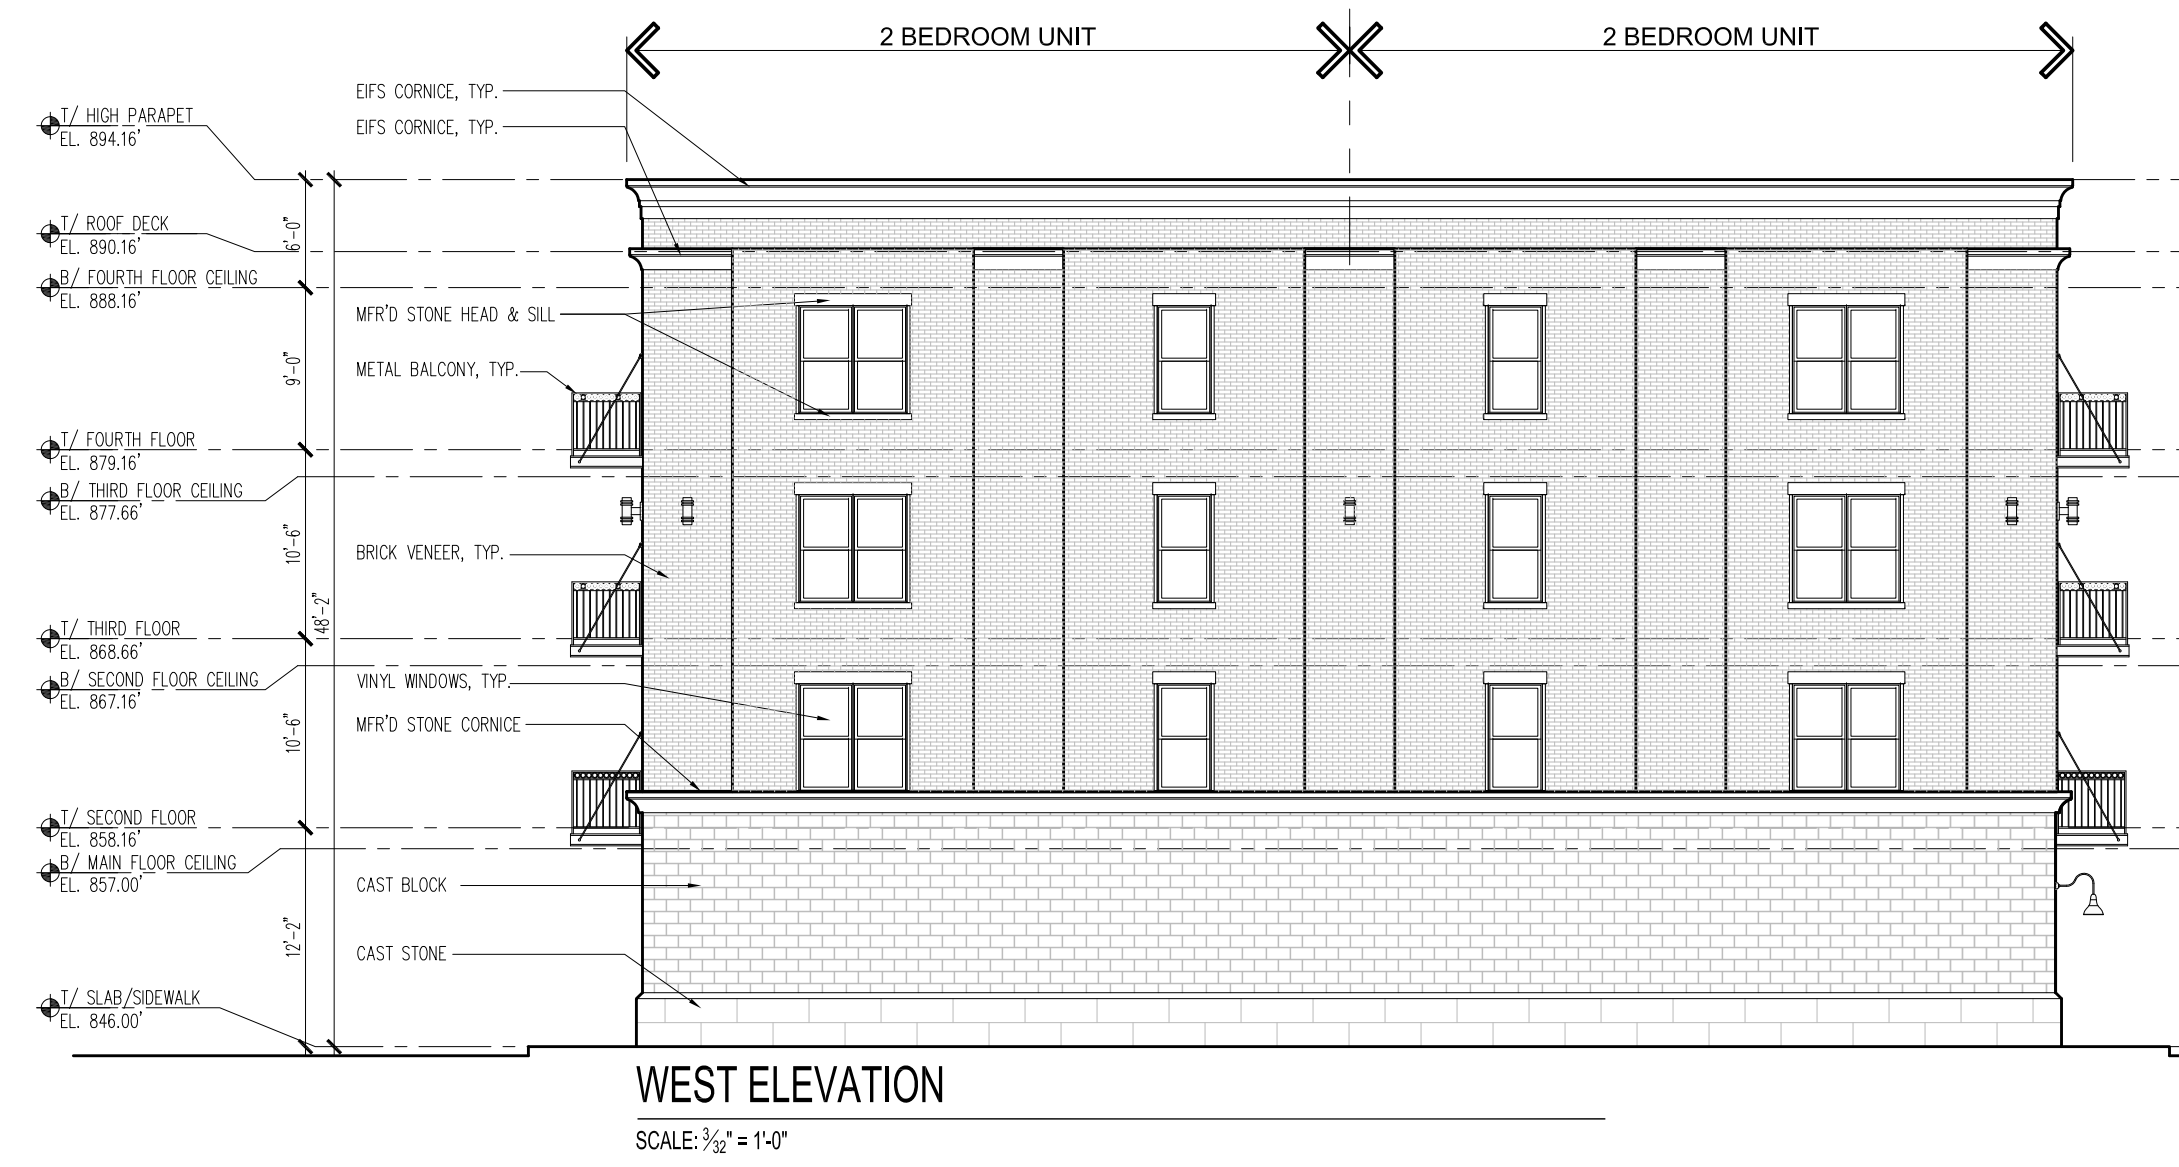 2 BEDROOM UNIT
2 BEDROOM UNIT
EIFS CORNICE, TYP.
T/ HIGH PARAPET
EL. 894.16'
EIFS CORNICE, TYP.
T/ ROOF DECK
EL. 890.16'
6'-0"
B/ FOURTH FLOOR CEILING
EL. 888.16'
MFR'D STONE HEAD & SILL
METAL BALCONY, TYP.
9'-0"
T/ FOURTH FLOOR
EL. 879.16'
B/ THIRD FLOOR CEILING
EL. 877.66'
10'-6"
BRICK VENEER, TYP.
48'-2"
T/ THIRD FLOOR
EL. 868.66'
B/ SECOND FLOOR CEILING
EL. 867.16'
VINYL WINDOWS, TYP.
MFR'D STONE CORNICE
10'-6"
T/ SECOND FLOOR
EL. 858.16'
B/ MAIN FLOOR CEILING
EL. 857.00'
CAST BLOCK
12'-2"
CAST STONE
T/ SLAB/SIDEWALK
EL. 846.00'
WEST ELEVATION
SCALE: 3/32" = 1'-0"